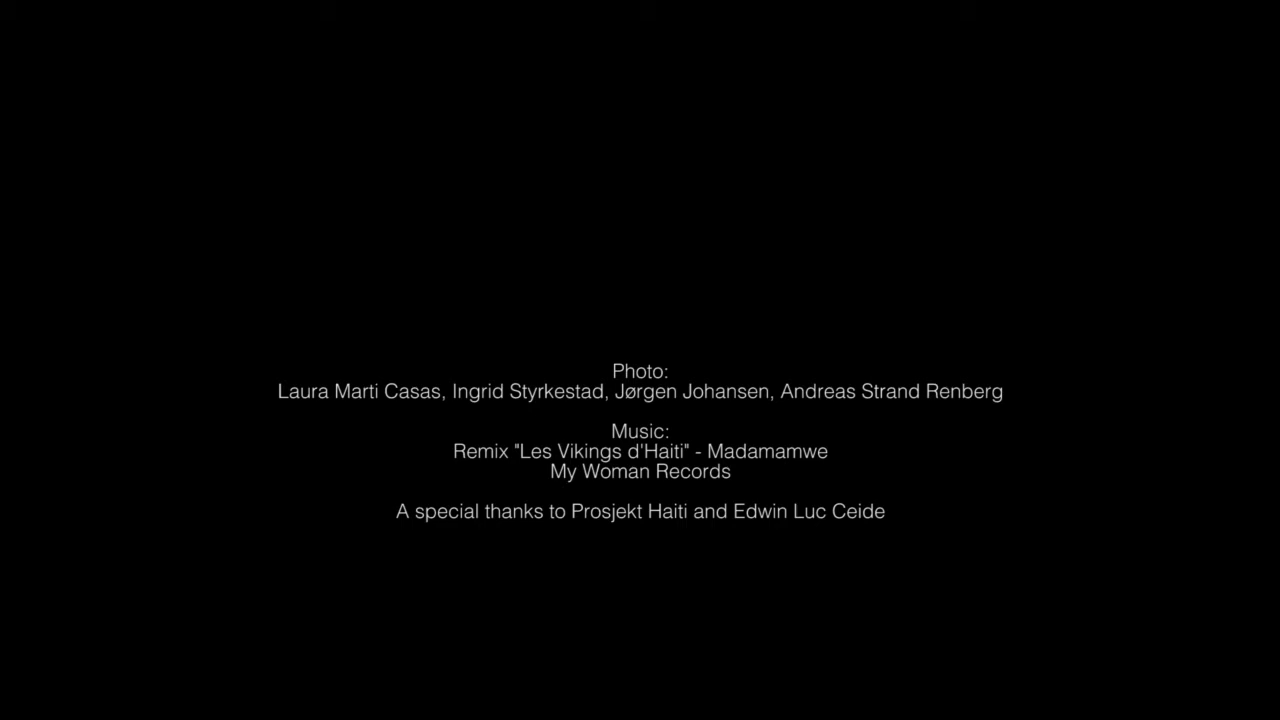 Photo:
Laura Marti Casas, Ingrid Styrkestad, Jørgen Johansen, Andreas Strand Renberg
Music:
Remix "Les Vikings d'Haiti" - Madamamwe
My Woman Records
A special thanks to Prosjekt Haiti and Edwin Luc Ceide